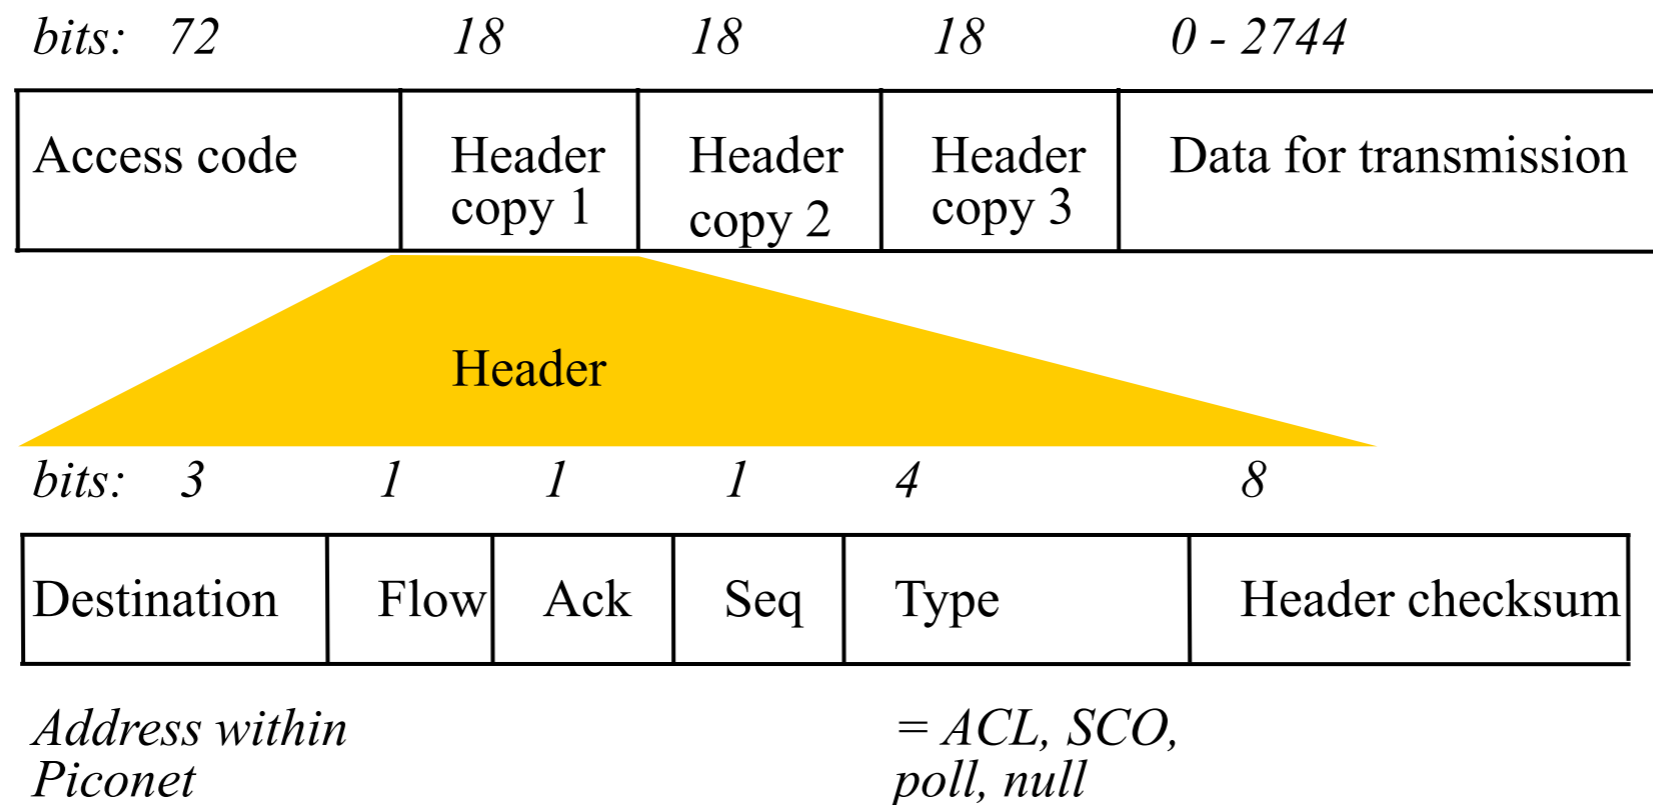 bits: 72 18 18 18 0 - 2744
Access code Header Header Header Data for transmission
copy 1 copy 2 copy 3
Header
bits: 3 1 1 1 4 8
Destination Flow Ack Seq Type Header checksum
Address within = ACL, SCO,
Piconet poll, null